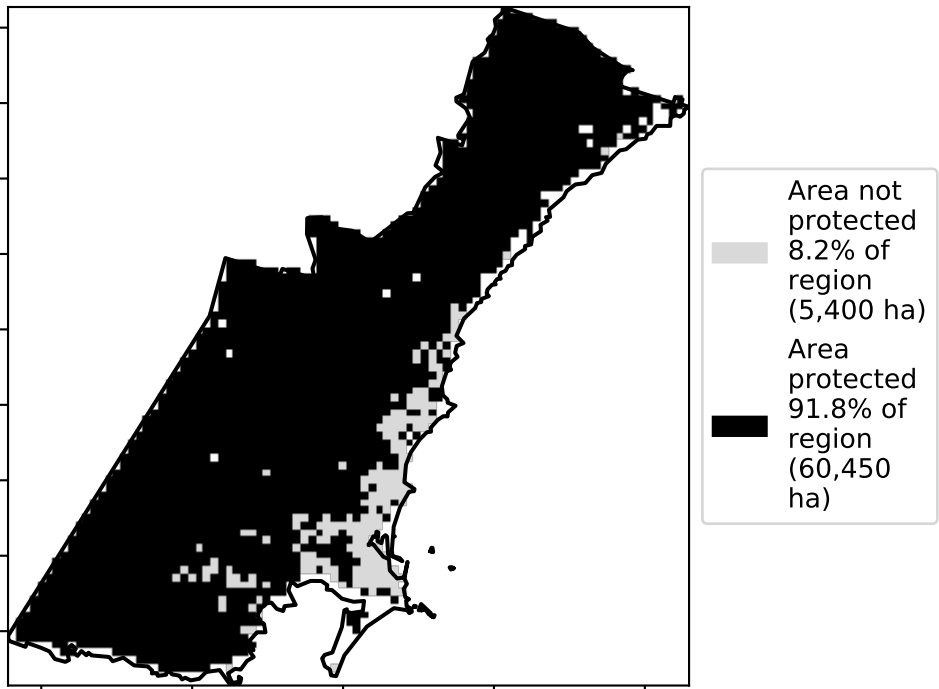 Area not
protected
8.2% of
region
(5,400 ha)
Area
protected
91.8% of
region
(60,450
ha)